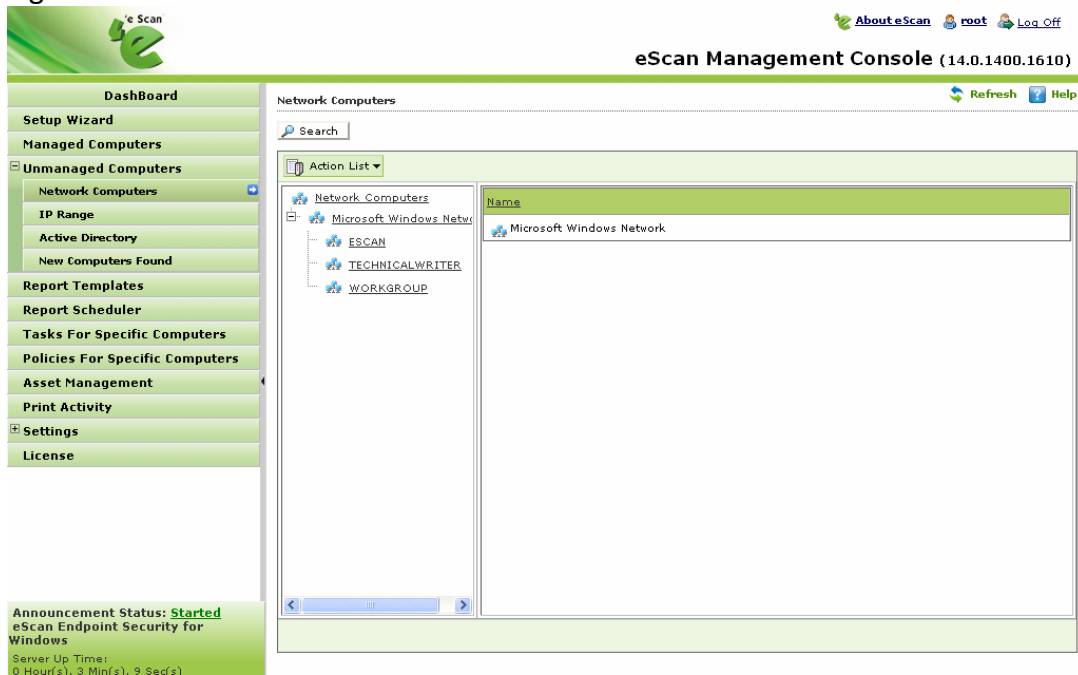 e Scan
About eScan root Log Off
eScan Management Console (14.0.1400.1610)
DashBoard
Setup Wizard
Managed Computers
Unmanaged Computers
Network Computers
IP Range
Active Directory
New Computers Found
Report Templates
Report Scheduler
Tasks For Specific Computers
Policies For Specific Computers
Asset Management
Print Activity
Settings
License
Announcement Status: Started
eScan Endpoint Security for
Windows
Server Up Time:
0 Hour(s), 3 Min(s), 9 Sec(s)
Network Computers
Refresh Help
Search
Action List
Network Computers
Microsoft Windows Netwo
ESCAN
TECHNICALWRITER
WORKGROUP
Name
Microsoft Windows Network